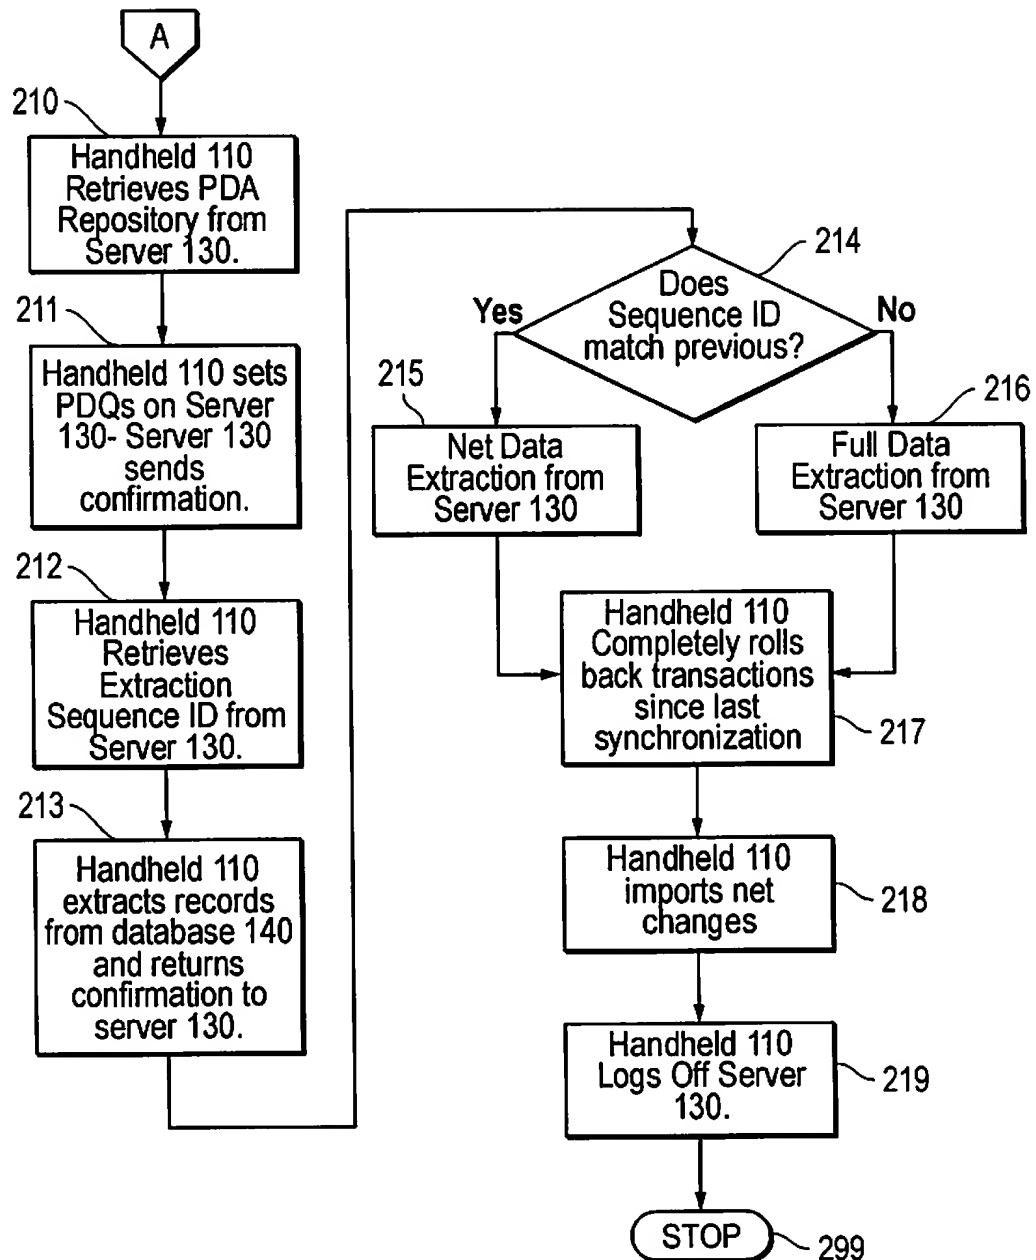 A
210
Handheld 110
Retrieves PDA
Repository from
Server 130.
211
Handheld 110 sets
PDQs on Server
130- Server 130
sends
confirmation.
212
Handheld 110
Retrieves
Extraction
Sequence ID from
Server 130.
213
Handheld 110
extracts records
from database 140
and returns
confirmation to
server 130.
214
Does
Sequence ID
match previous?
Yes
No
215
Net Data
Extraction from
Server 130
216
Full Data
Extraction from
Server 130
Handheld 110
Completely rolls
back transactions
since last
synchronization
217
Handheld 110
imports net
changes
218
Handheld 110
Logs Off Server
130.
219
STOP
299